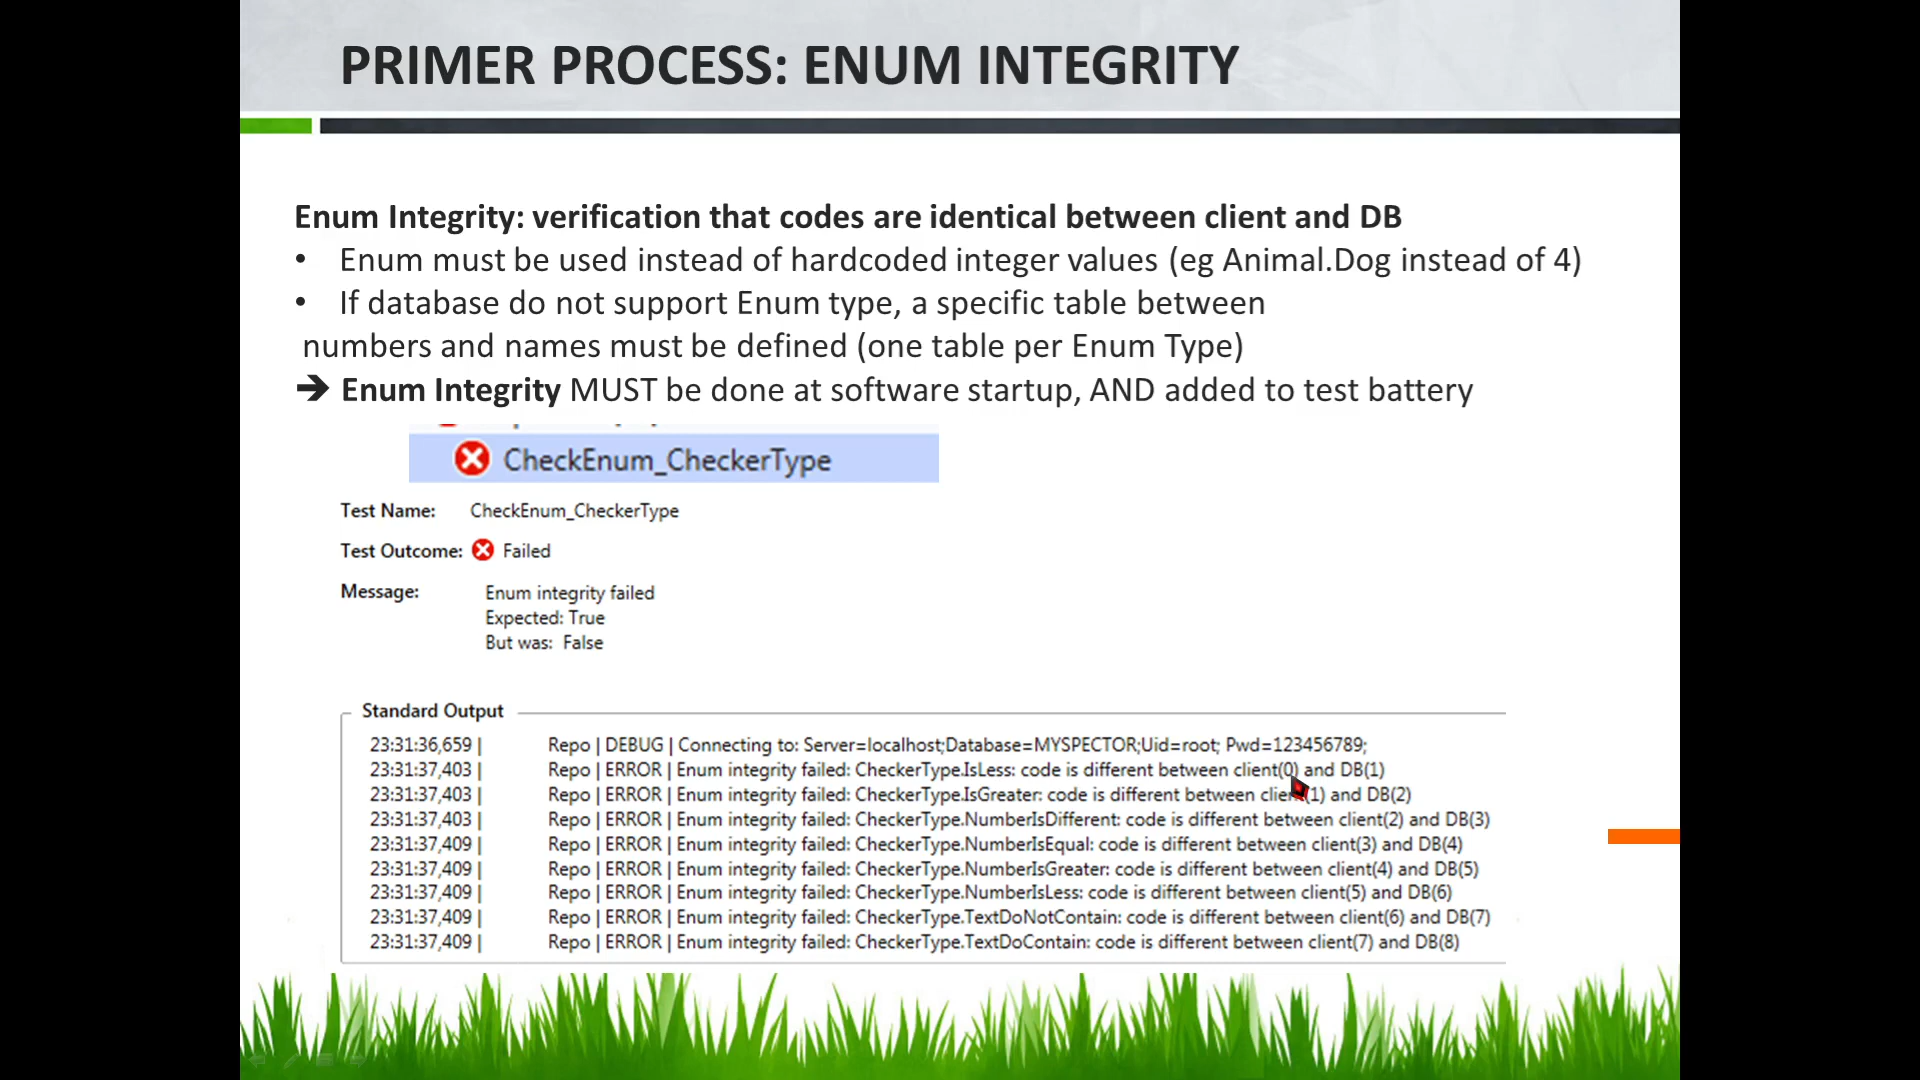 PRIMER PROCESS: ENUM INTEGRITY
Enum Integrity: verification that codes are identical between client and DB
• Enum must be used instead of hardcoded integer values (eg Animal.Dog instead of 4)
• If database do not support Enum type, a specific table between
numbers and names must be defined (one table per Enum Type)
➔ Enum Integrity MUST be done at software startup, AND added to test battery
CheckEnum_CheckerType
Test Name: CheckEnum_CheckerType
Test Outcome: Failed
Message: Enum integrity failed
Expected: True
But was: False
Standard Output
23:31:36,659 | Repo | DEBUG | Connecting to: Server=localhost;Database=MYSPECTOR;Uid=root; Pwd=123456789;
23:31:37,403 | Repo | ERROR | Enum integrity failed: CheckerType.IsLess: code is different between client(0) and DB(1)
23:31:37,403 | Repo | ERROR | Enum integrity failed: CheckerType.IsGreater: code is different between client(1) and DB(2)
23:31:37,403 | Repo | ERROR | Enum integrity failed: CheckerType.NumberIsDifferent: code is different between client(2) and DB(3)
23:31:37,409 | Repo | ERROR | Enum integrity failed: CheckerType.NumberIsEqual: code is different between client(3) and DB(4)
23:31:37,409 | Repo | ERROR | Enum integrity failed: CheckerType.NumberIsGreater: code is different between client(4) and DB(5)
23:31:37,409 | Repo | ERROR | Enum integrity failed: CheckerType.NumberIsLess: code is different between client(5) and DB(6)
23:31:37,409 | Repo | ERROR | Enum integrity failed: CheckerType.TextDoNotContain: code is different between client(6) and DB(7)
23:31:37,409 | Repo | ERROR | Enum integrity failed: CheckerType.TextDoContain: code is different between client(7) and DB(8)